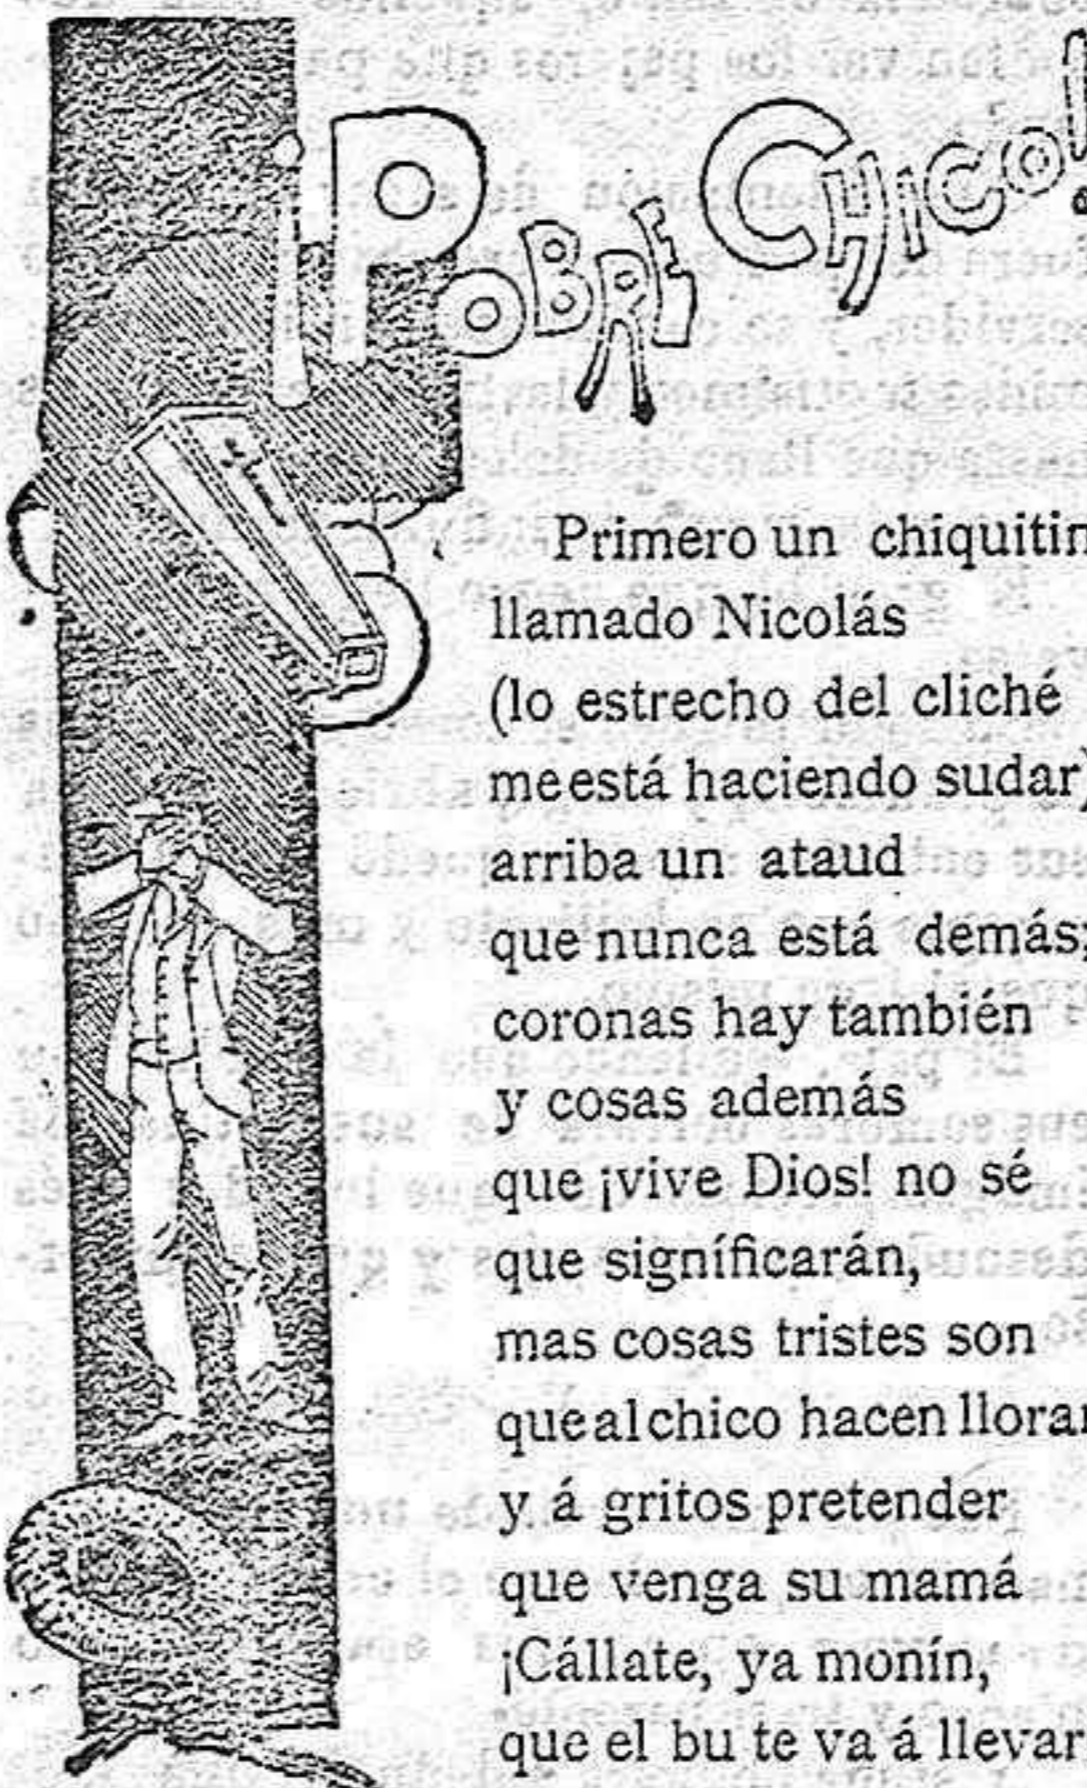 ¡POBRE CHICO!
Primero un chiquitin
llamado Nicolás
(lo estrecho del cliché
me está haciendo sudar)
arriba un ataud
que nunca está demás;
coronas hay también
y cosas además
que ¡vive Dios! no sé
que signíficarán,
mas cosas tristes son
que al chico hacen llorar
y á gritos pretender
que venga su mamá
¡Cállate, ya monín,
que el bu te va á llevar